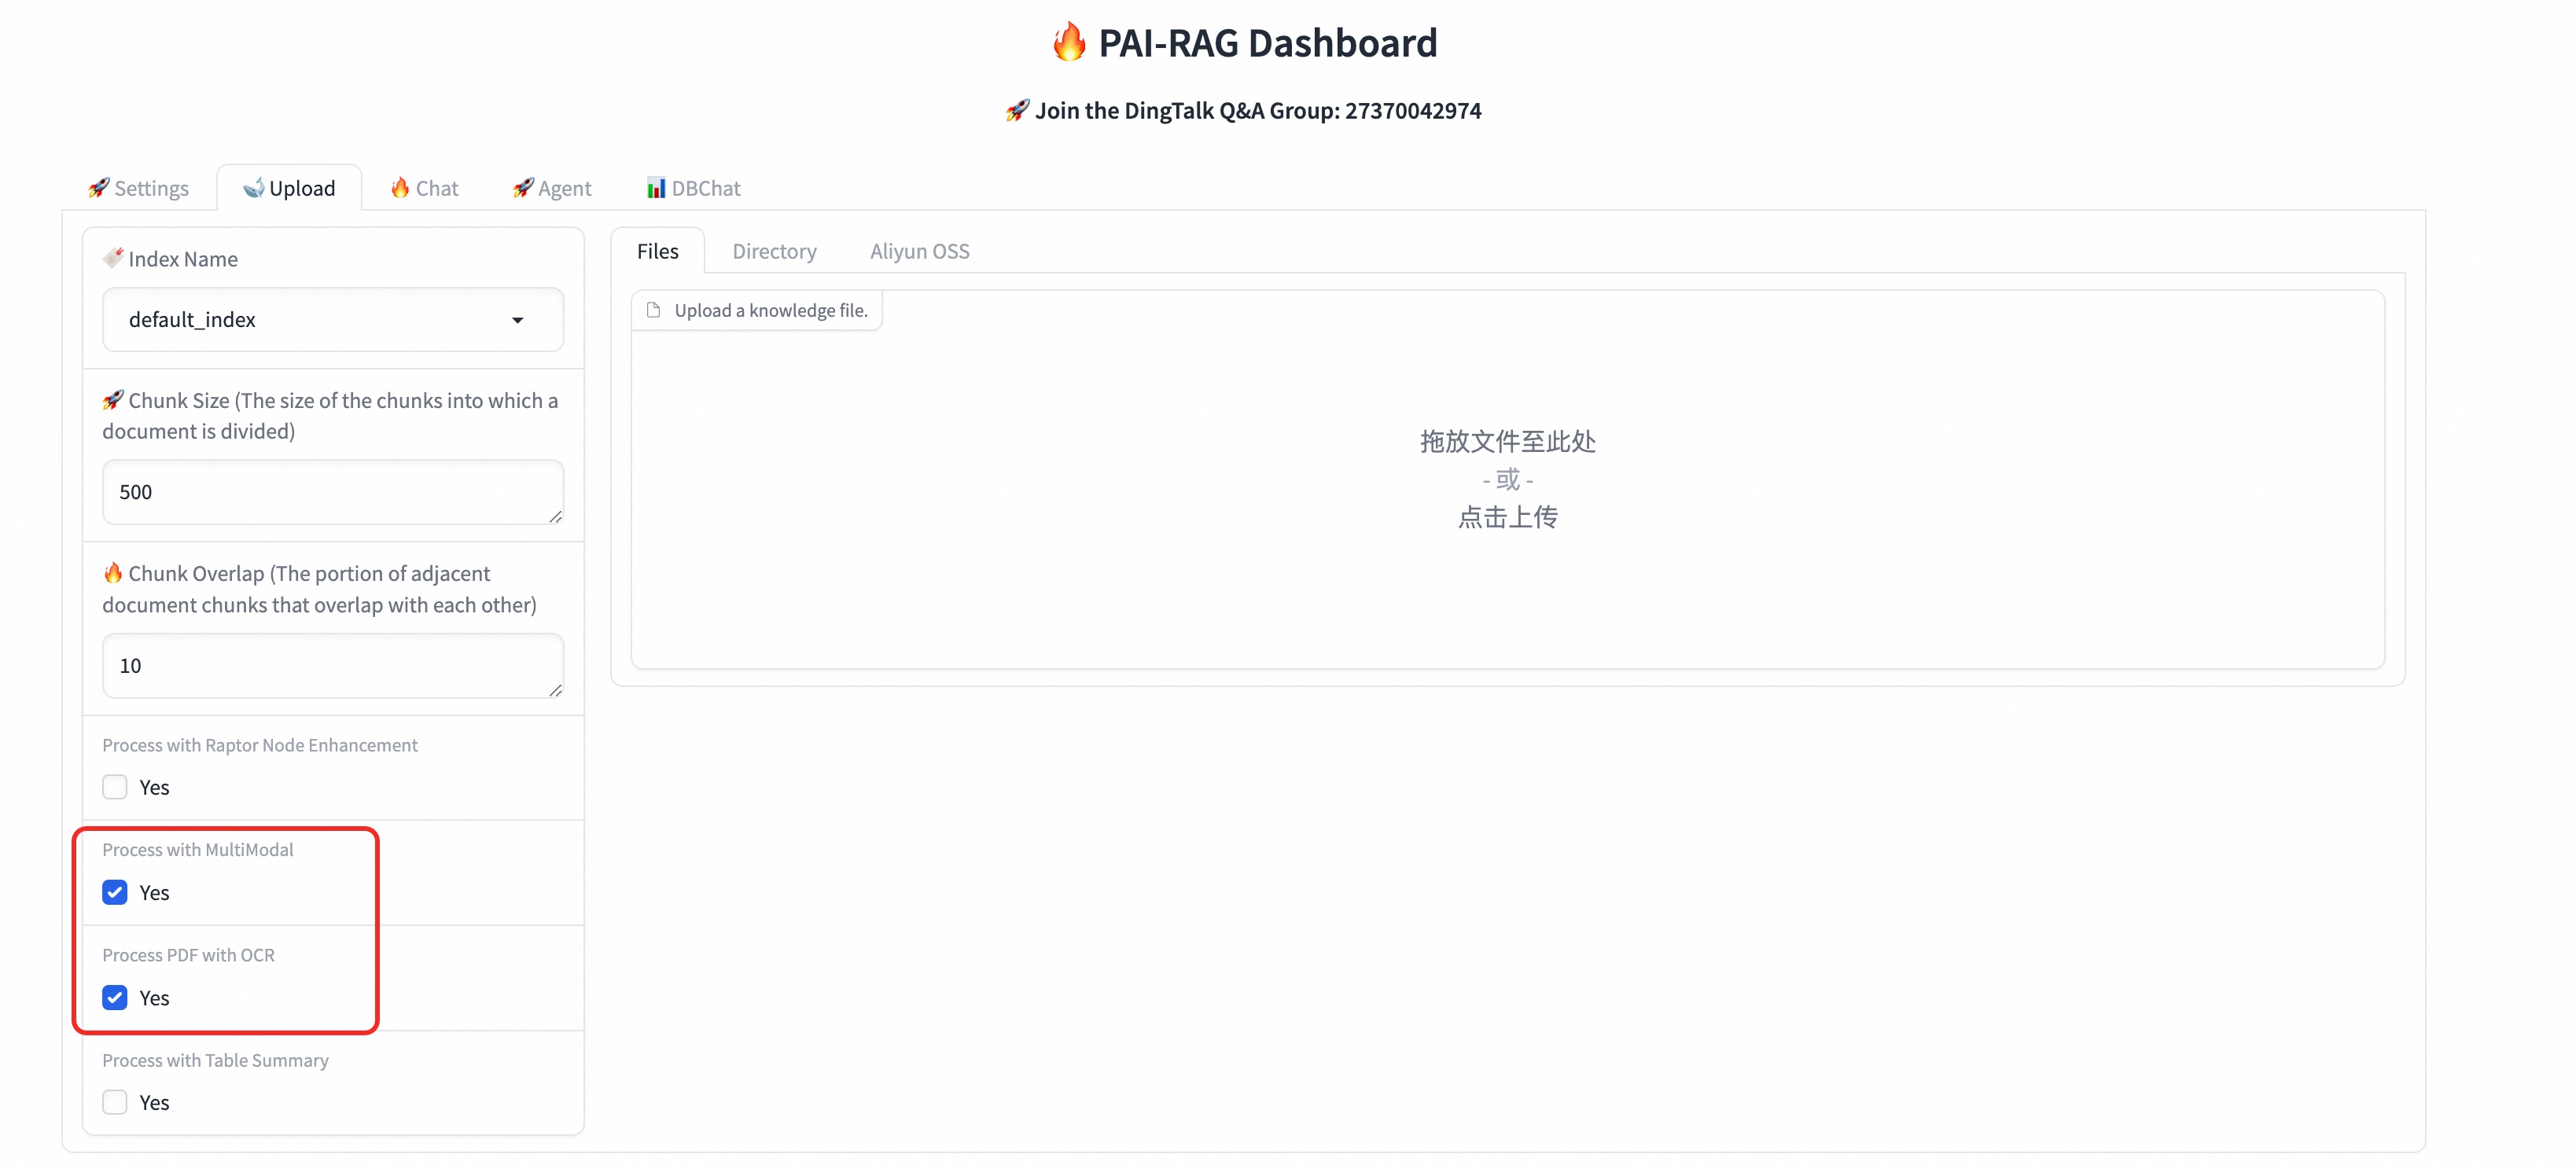 🔥 PAI-RAG Dashboard
🚀 Join the DingTalk Q&A Group: 27370042974
🚀 Settings
🐋 Upload
🔥 Chat
🚀 Agent
📊 DBChat
🔖 Index Name
default_index
🚀 Chunk Size (The size of the chunks into which a
document is divided)
500
🔥 Chunk Overlap (The portion of adjacent
document chunks that overlap with each other)
10
Process with Raptor Node Enhancement
Yes
Process with MultiModal
Yes
Process PDF with OCR
Yes
Process with Table Summary
Yes
Files
Directory
Aliyun OSS
Upload a knowledge file.
拖放文件至此处
- 或 -
点击上传